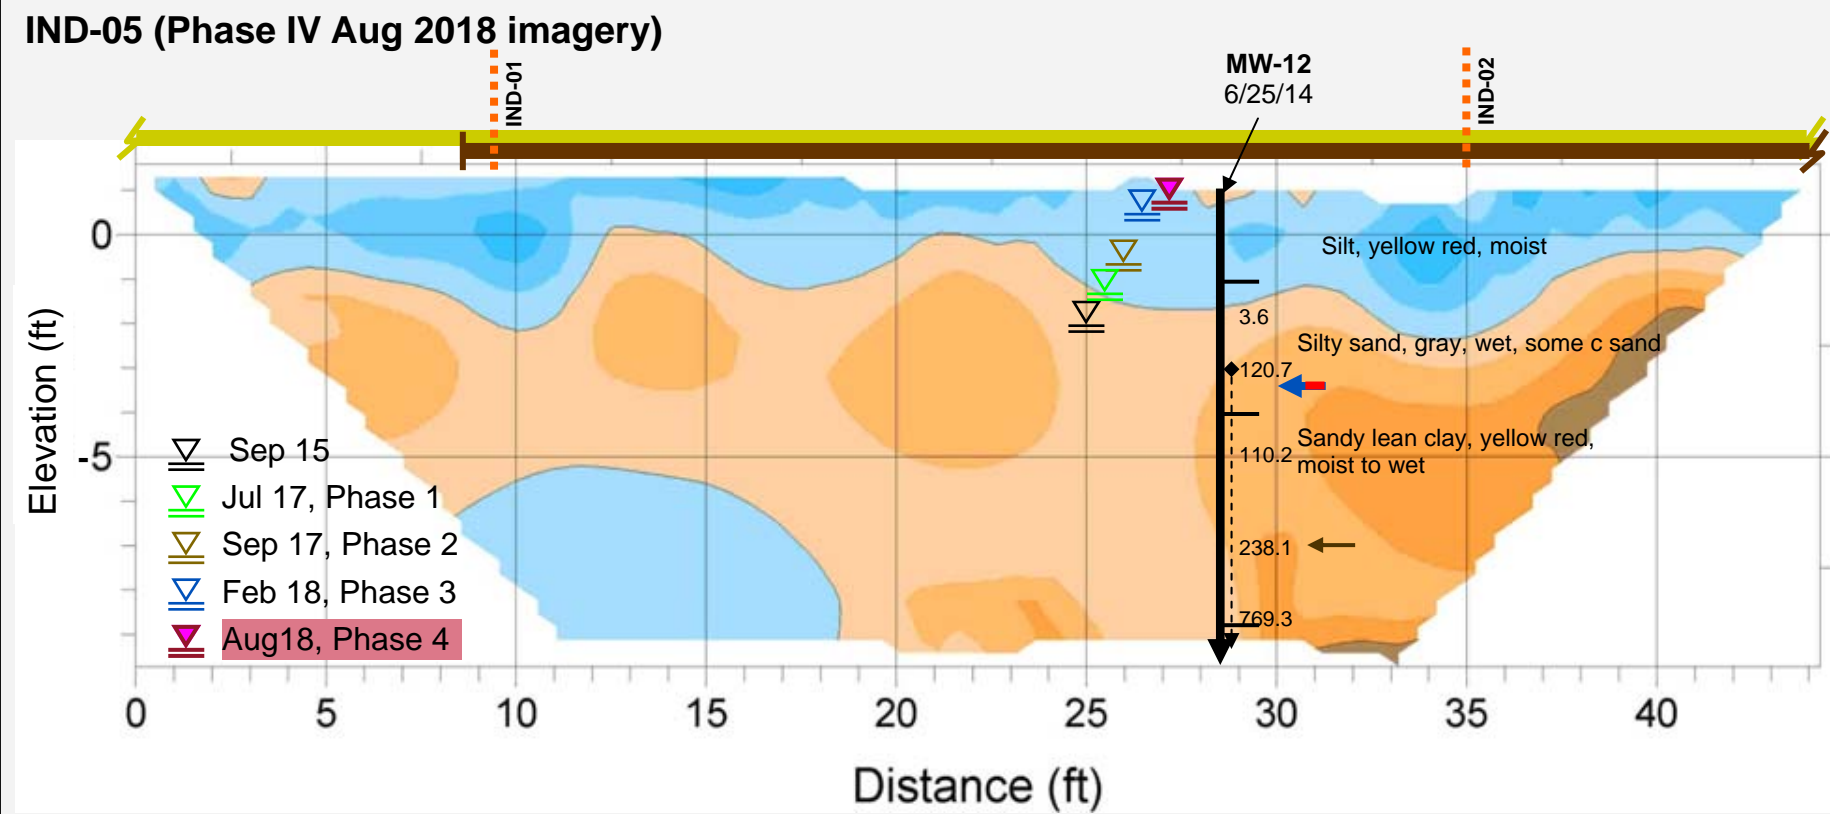 IND-05 (Phase IV Aug 2018 imagery)
IND-01
MW-12
6/25/14
IND-02
Elevation (ft)
0
-5
Silt, yellow red, moist
3.6
Silty sand, gray, wet, some c sand
120.7
Sandy lean clay, yellow red,
110.2
moist to wet
238.1
769.3
Sep 15
Jul 17, Phase 1
Sep 17, Phase 2
Feb 18, Phase 3
Aug18, Phase 4
0 5 10 15 20 25 30 35 40
Distance (ft)